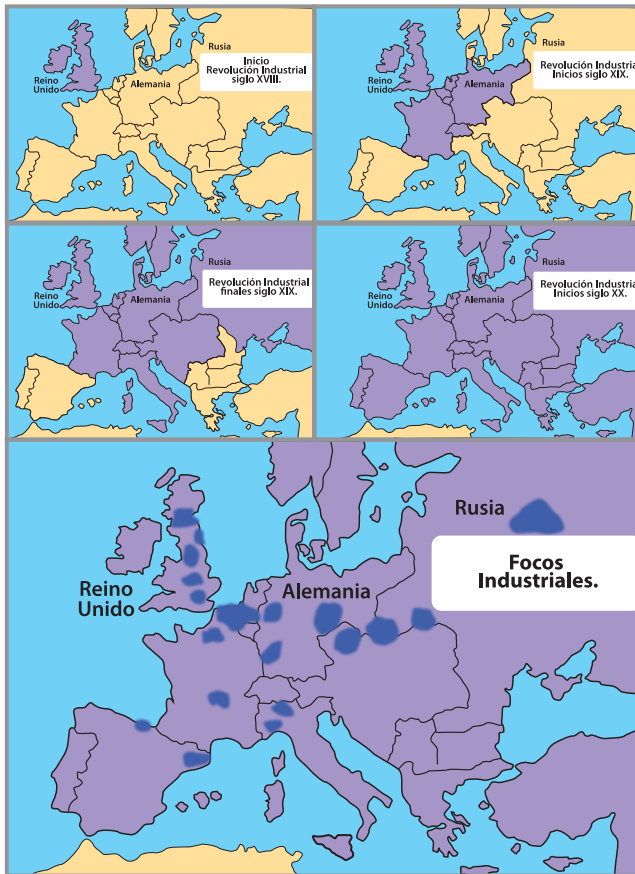 Rusia
Inicio
Revolución Industrial
siglo XVIII.
Reino
Unido
Alemania
Rusia
Revolución Industrial
Inicios siglo XIX.
Reino
Unido
Alemania
Rusia
Revolución Industrial
finales siglo XIX.
Reino
Unido
Alemania
Rusia
Revolución Industrial
Inicios siglo XX.
Reino
Unido
Alemania
Rusia
Focos
Industriales.
Reino
Unido
Alemania